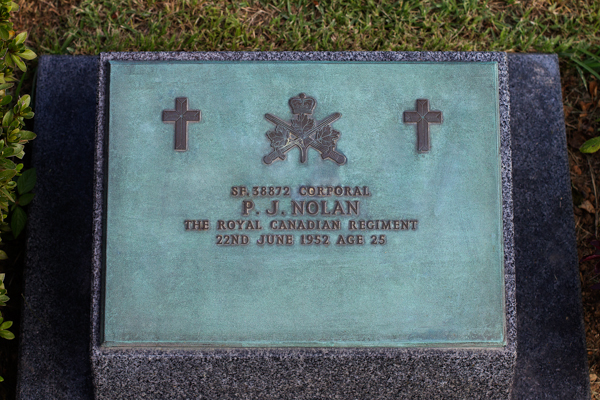 SF.38872 CORPORAL
P. J. NOLAN
THE ROYAL CANADIAN REGIMENT
22ND JUNE 1952 AGE 25